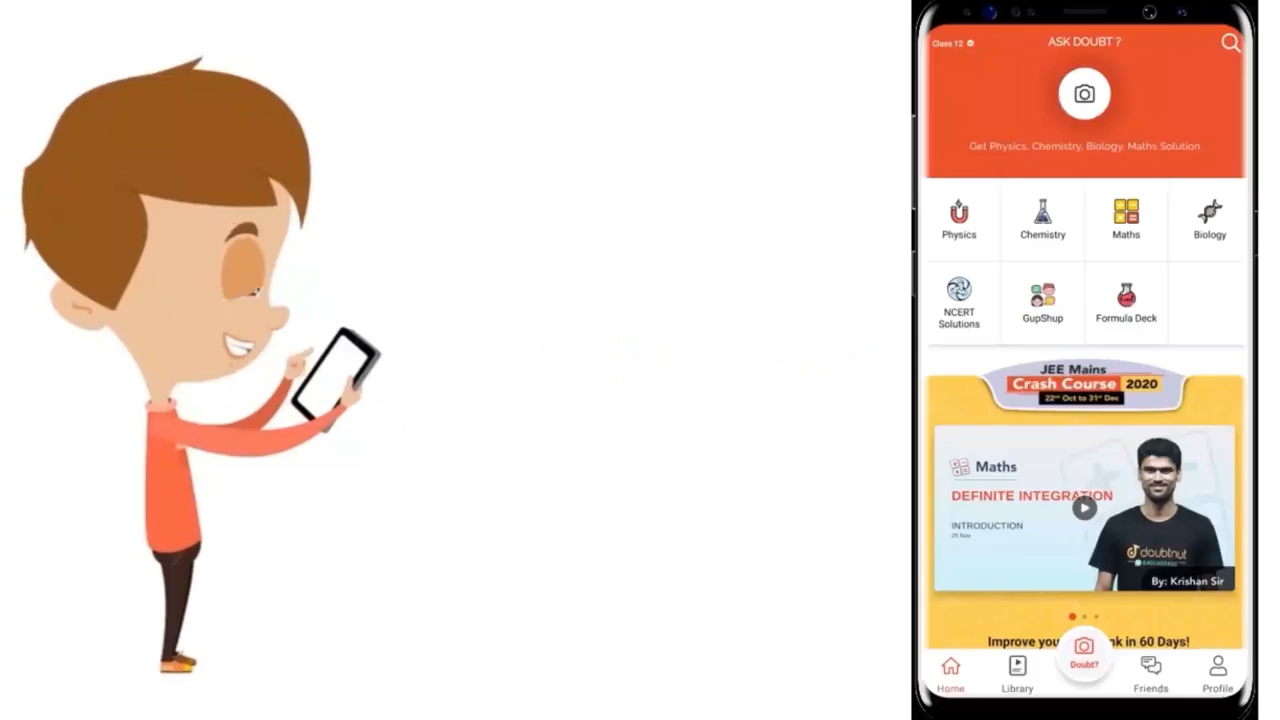 Class 12
ASK DOUBT ?
Get Physics, Chemistry, Biology, Maths Solution
Physics
Chemistry
Maths
Biology
NCERT
Solutions
GupShup
Formula Deck
JEE Mains
Crash Course 2020
22nd Oct to 31st Dec
Maths
DEFINITE INTEGRATION
INTRODUCTION
25 Nov
doubtnut
By: Krishan Sir
in 60 Days!
Doubt?
Home
Library
Friends
Profile